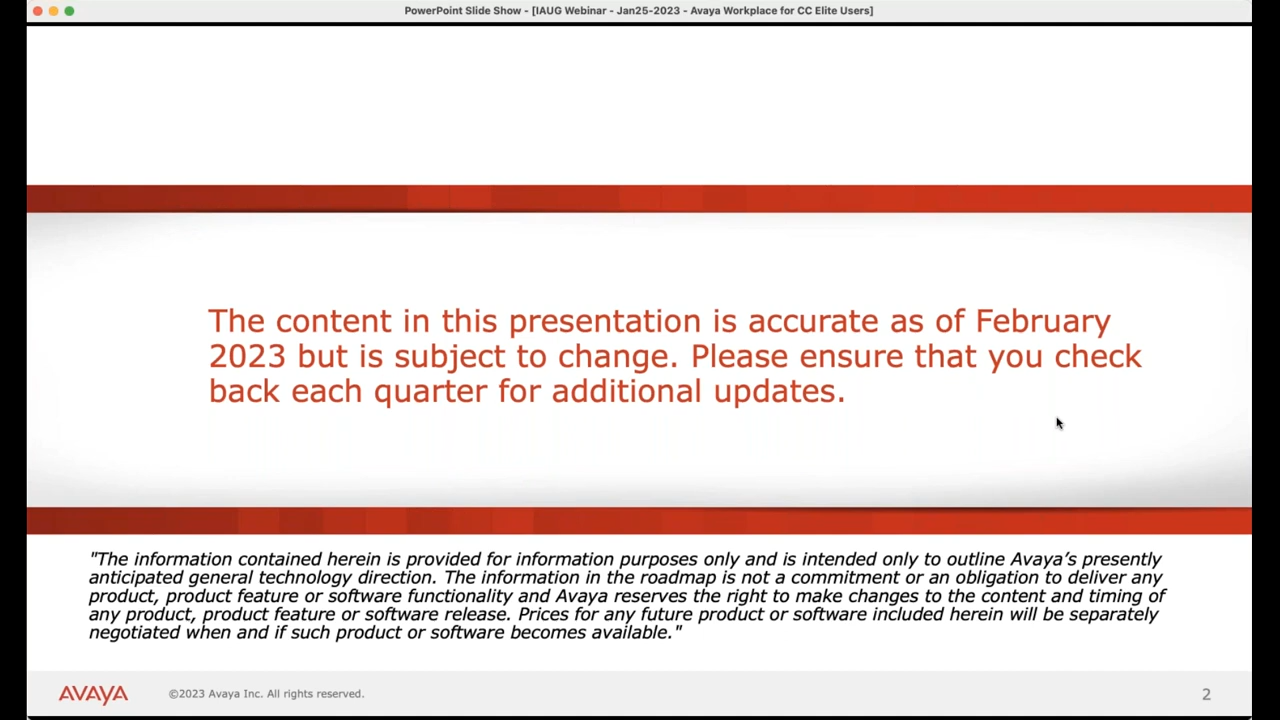 PowerPoint Slide Show - [IAUG Webinar - Jan25-2023 - Avaya Workplace for CC Elite Users]
The content in this presentation is accurate as of February
2023 but is subject to change. Please ensure that you check
back each quarter for additional updates.
"The information contained herein is provided for information purposes only and is intended only to outline Avaya’s presently
anticipated general technology direction. The information in the roadmap is not a commitment or an obligation to deliver any
product, product feature or software functionality and Avaya reserves the right to make changes to the content and timing of
any product, product feature or software release. Prices for any future product or software included herein will be separately
negotiated when and if such product or software becomes available."
AVAYA ©2023 Avaya Inc. All rights reserved. 2